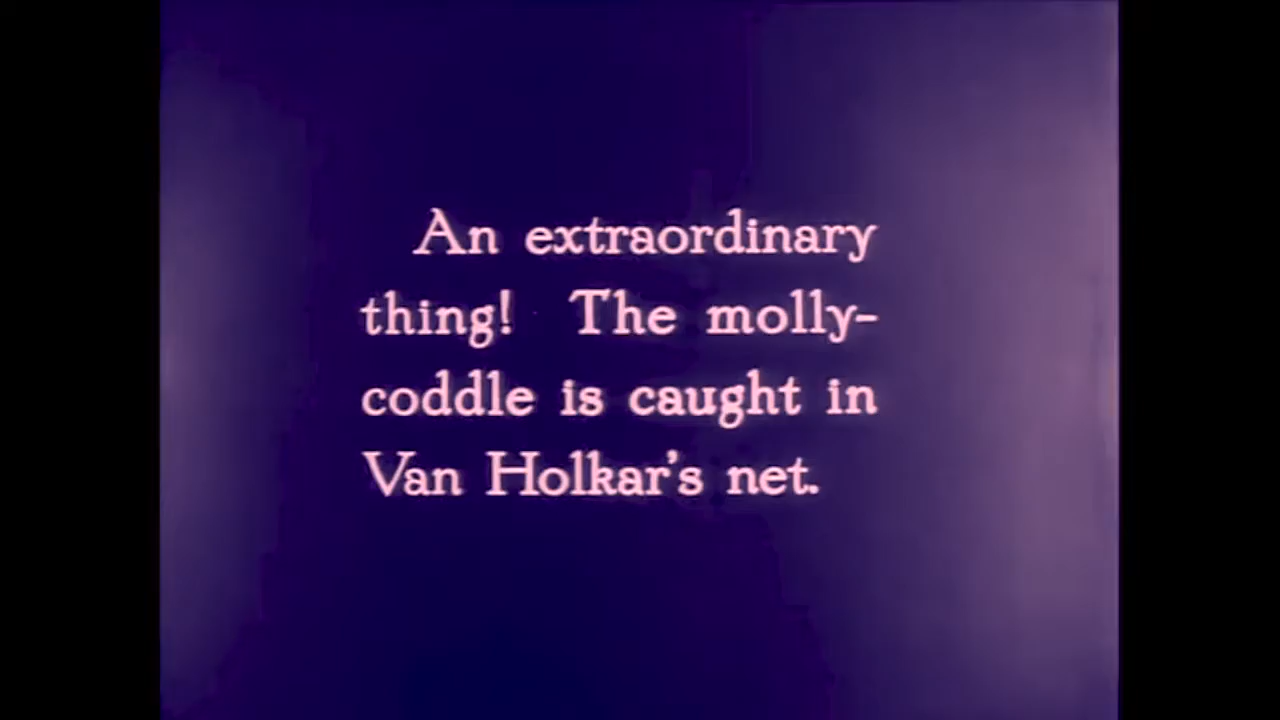 An extraordinary
thing! The molly-
coddle is caught in
Van Holkar's net.